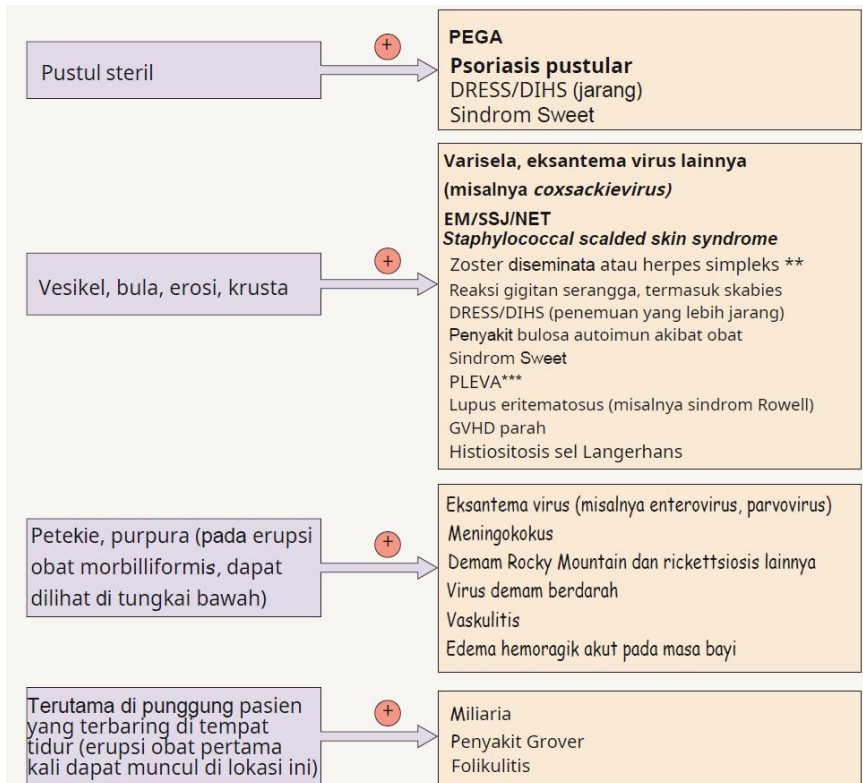 Pustul steril
+
PEGA
Psoriasis pustular
DRESS/DIHS (jarang)
Sindrom Sweet
Vesikel, bula, erosi, krusta
+
Varisela, eksantema virus lainnya
(misalnya coxsackievirus)
EM/SSJ/NET
Staphylococcal scalded skin syndrome
Zoster diseminata atau herpes simpleks **
Reaksi gigitan serangga, termasuk skabies
DRESS/DIHS (penemuan yang lebih jarang)
Penyakit bulosa autoimun akibat obat
Sindrom Sweet
PLEVA***
Lupus eritematosus (misalnya sindrom Rowell)
GVHD parah
Histiositosis sel Langerhans
Petekie, purpura (pada erupsi
obat morbilliformis, dapat
dilihat di tungkai bawah)
+
Eksantema virus (misalnya enterovirus, parvovirus)
Meningokokus
Demam Rocky Mountain dan rickettsiosis lainnya
Virus demam berdarah
Vaskulitis
Edema hemoragik akut pada masa bayi
Terutama di punggung pasien
yang terbaring di tempat
tidur (erupsi obat pertama
kali dapat muncul di lokasi ini)
+
Miliaria
Penyakit Grover
Folikulitis